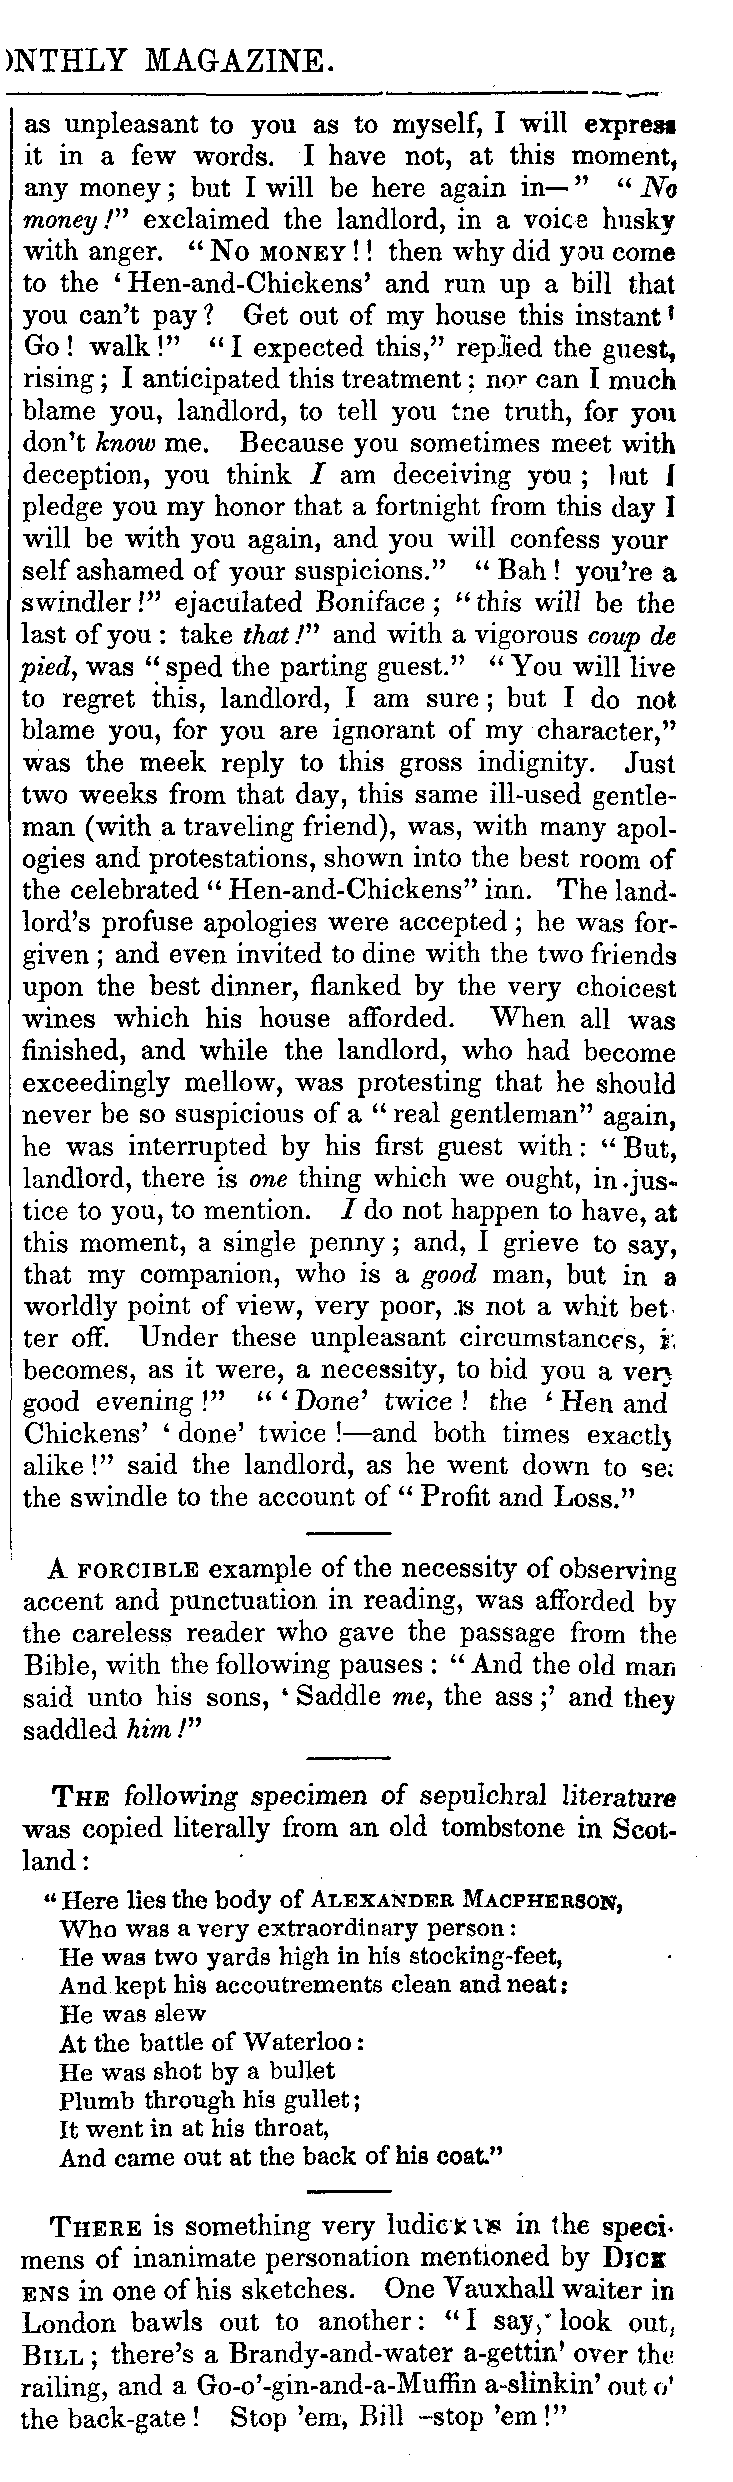 ONTHLY MAGAZINE.
as unpleasant to you as to myself, I will express
it in a few words. I have not, at this moment,
any money; but I will be here again in—" "No
money!" exclaimed the landlord, in a voice husky
with anger. "NO MONEY!! then why did you come
to the 'Hen-and-Chickens' and run up a bill that
you can't pay? Get out of my house this instant!
Go! walk!" "I expected this," replied the guest,
rising; I anticipated this treatment; nor can I much
blame you, landlord, to tell you the truth, for you
don't know me. Because you sometimes meet with
deception, you think I am deceiving you; but I
pledge you my honor that a fortnight from this day I
will be with you again, and you will confess your
self ashamed of your suspicions." "Bah! you're a
swindler!" ejaculated Boniface; "this will be the
last of you: take that!" and with a vigorous coup de
pied, was "sped the parting guest." "You will live
to regret this, landlord, I am sure; but I do not
blame you, for you are ignorant of my character,"
was the meek reply to this gross indignity. Just
two weeks from that day, this same ill-used gentle-
man (with a traveling friend), was, with many apol-
ogies and protestations, shown into the best room of
the celebrated "Hen-and-Chickens" inn. The land-
lord's profuse apologies were accepted; he was for-
given; and even invited to dine with the two friends
upon the best dinner, flanked by the very choicest
wines which his house afforded. When all was
finished, and while the landlord, who had become
exceedingly mellow, was protesting that he should
never be so suspicious of a "real gentleman" again,
he was interrupted by his first guest with: "But,
landlord, there is one thing which we ought, in jus-
tice to you, to mention. I do not happen to have, at
this moment, a single penny; and, I grieve to say,
that my companion, who is a good man, but in a
worldly point of view, very poor, is not a whit bet-
ter off. Under these unpleasant circumstances, it
becomes, as it were, a necessity, to bid you a very
good evening!" "'Done' twice! the 'Hen and
Chickens' 'done' twice!—and both times exactly
alike!" said the landlord, as he went down to set
the swindle to the account of "Profit and Loss."
A FORCIBLE example of the necessity of observing
accent and punctuation in reading, was afforded by
the careless reader who gave the passage from the
Bible, with the following pauses: "And the old man
said unto his sons, 'Saddle me, the ass;' and they
saddled him!"
THE following specimen of sepulchral literature
was copied literally from an old tombstone in Scot-
land:
"Here lies the body of ALEXANDER MACPHERSON,
Who was a very extraordinary person:
He was two yards high in his stocking-feet,
And kept his accoutrements clean and neat:
He was slew
At the battle of Waterloo:
He was shot by a bullet
Plumb through his gullet;
It went in at his throat,
And came out at the back of his coat."
THERE is something very ludicrous in the speci-
mens of inanimate personation mentioned by DICK
ENS in one of his sketches. One Vauxhall waiter in
London bawls out to another: "I say, look out,
BILL; there's a Brandy-and-water a-gettin' over the
railing, and a Go-o'-gin-and-a-Muffin a-slinkin' out o'
the back-gate! Stop 'em, Bill—stop 'em!"